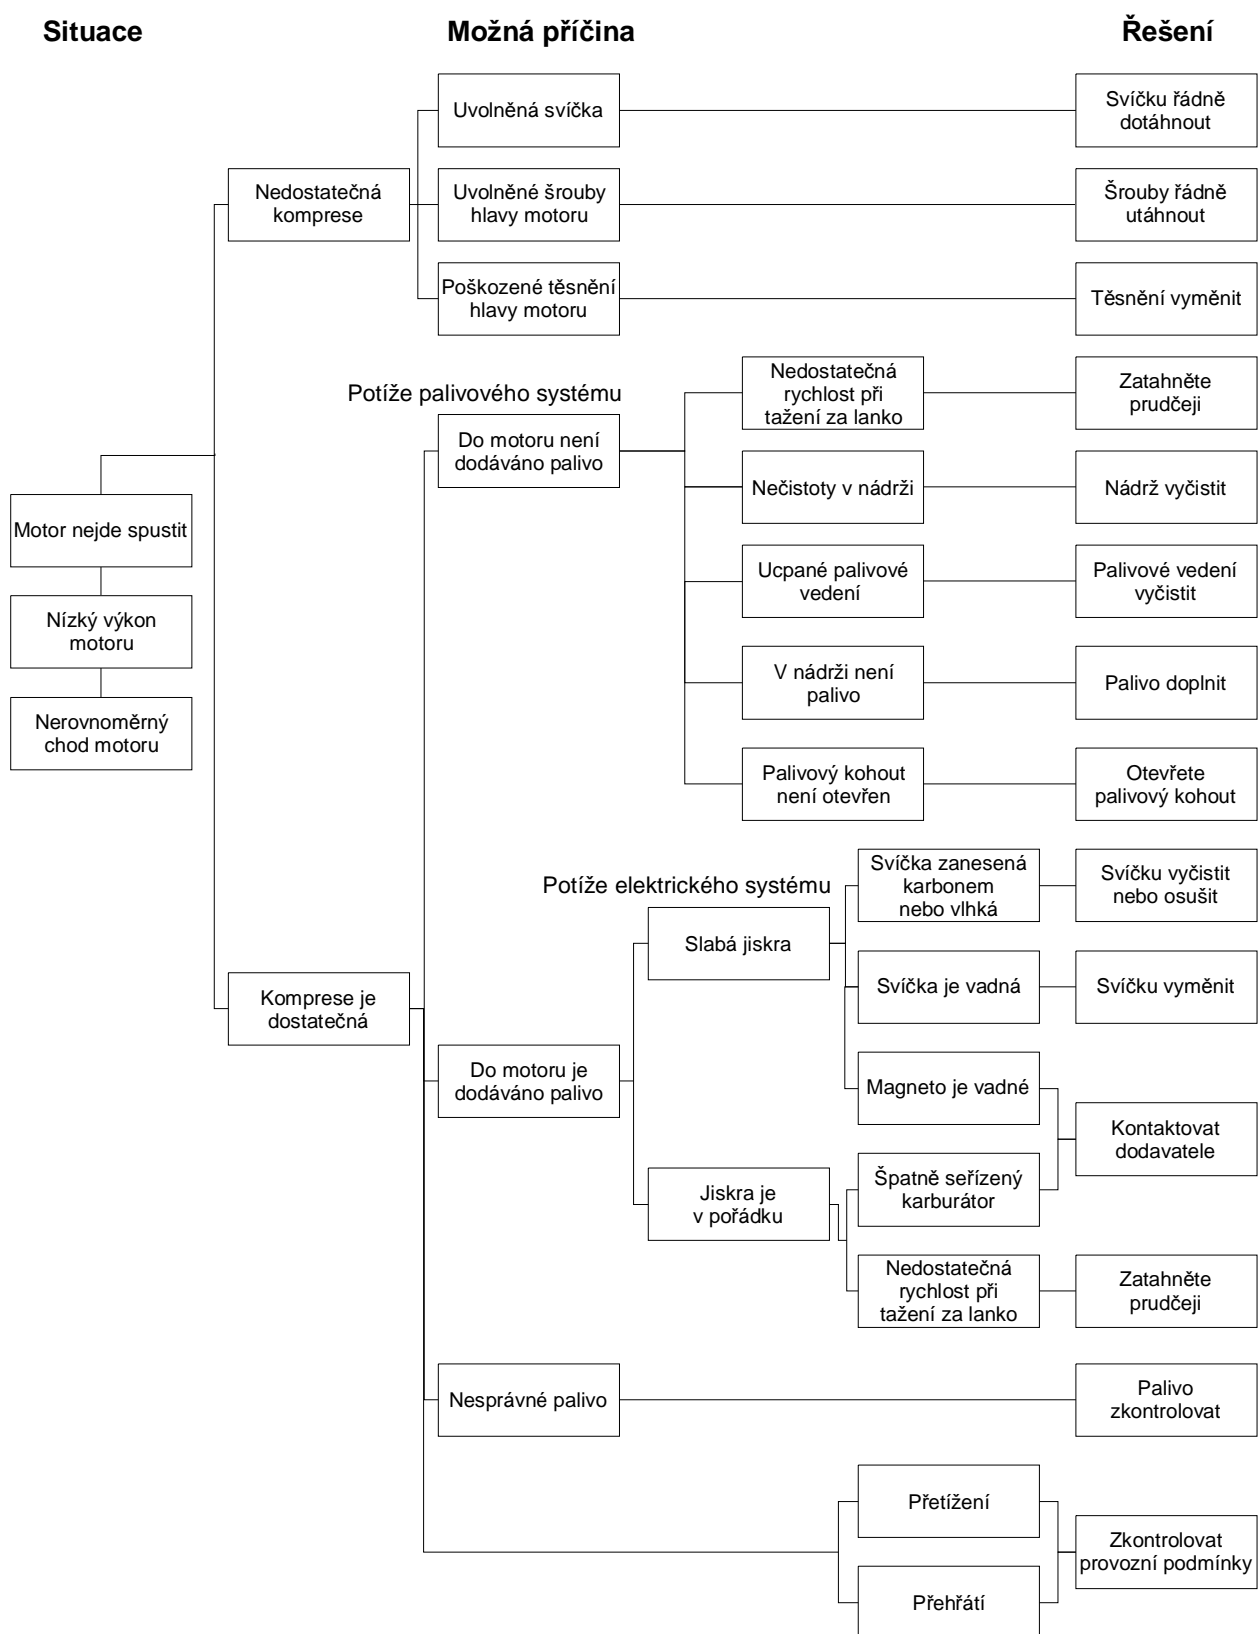 Situace
Možná příčina
Řešení
Uvolněná svíčka
Svíčku řádně
dotáhnout
Nedostatečná
komprese
Uvolněné šrouby
hlavy motoru
Šrouby řádně
utáhnout
Poškozené těsnění
hlavy motoru
Těsnění vyměnit
Potíže palivového systému
Nedostatečná
rychlost při
tažení za lanko
Zatahněte
prudčeji
Do motoru není
dodáváno palivo
Nečistoty v nádrži
Nádrž vyčistit
Motor nejde spustit
Ucpané palivové
vedení
Palivové vedení
vyčistit
Nízký výkon
motoru
V nádrži není
palivo
Palivo doplnit
Nerovnoměrný
chod motoru
Palivový kohout
není otevřen
Otevřete
palivový kohout
Potíže elektrického systému
Svíčka zanesená
karbonem
nebo vlhká
Svíčku vyčistit
nebo osušit
Slabá jiskra
Svíčka je vadná
Svíčku vyměnit
Komprese je
dostatečná
Do motoru je
dodáváno palivo
Magneto je vadné
Kontaktovat
dodavatele
Jiskra je
v pořádku
Špatně seřízený
karburátor
Nedostatečná
rychlost při
tažení za lanko
Zatahněte
prudčeji
Nesprávné palivo
Palivo
zkontrolovat
Přetížení
Zkontrolovat
provozní podmínky
Přehřátí